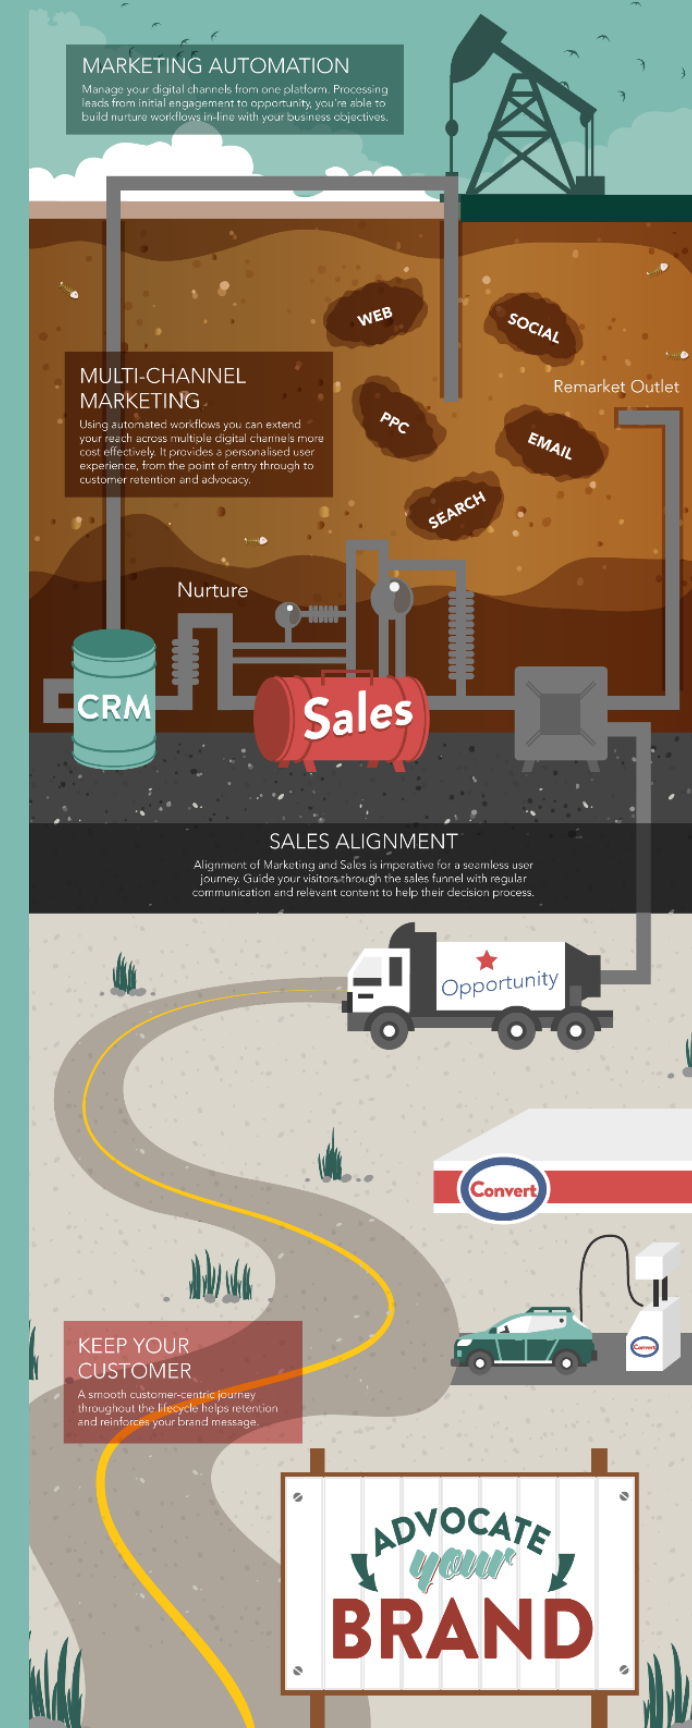 MARKETING AUTOMATION
Manage your digital channels from one platform. Processing
leads from initial engagement to opportunity, you're able to
build nurture workflows in-line with your business objectives.
WEB
SOCIAL
MULTI-CHANNEL
MARKETING
Using automated workflows you can extend
your reach across multiple digital channels more
cost effectively. It provides a personalised user
experience, from the point of entry through to
customer retention and advocacy.
Remarket Outlet
PPC
EMAIL
SEARCH
Nurture
CRM
Sales
SALES ALIGNMENT
Alignment of Marketing and Sales is imperative for a seamless user
journey. Guide your visitors through the sales funnel with regular
communication and relevant content to help their decision process.
Opportunity
Convert
Convert
KEEP YOUR
CUSTOMER
A smooth customer-centric journey
throughout the lifecycle helps retention
and reinforces your brand message.
ADVOCATE
your
BRAND